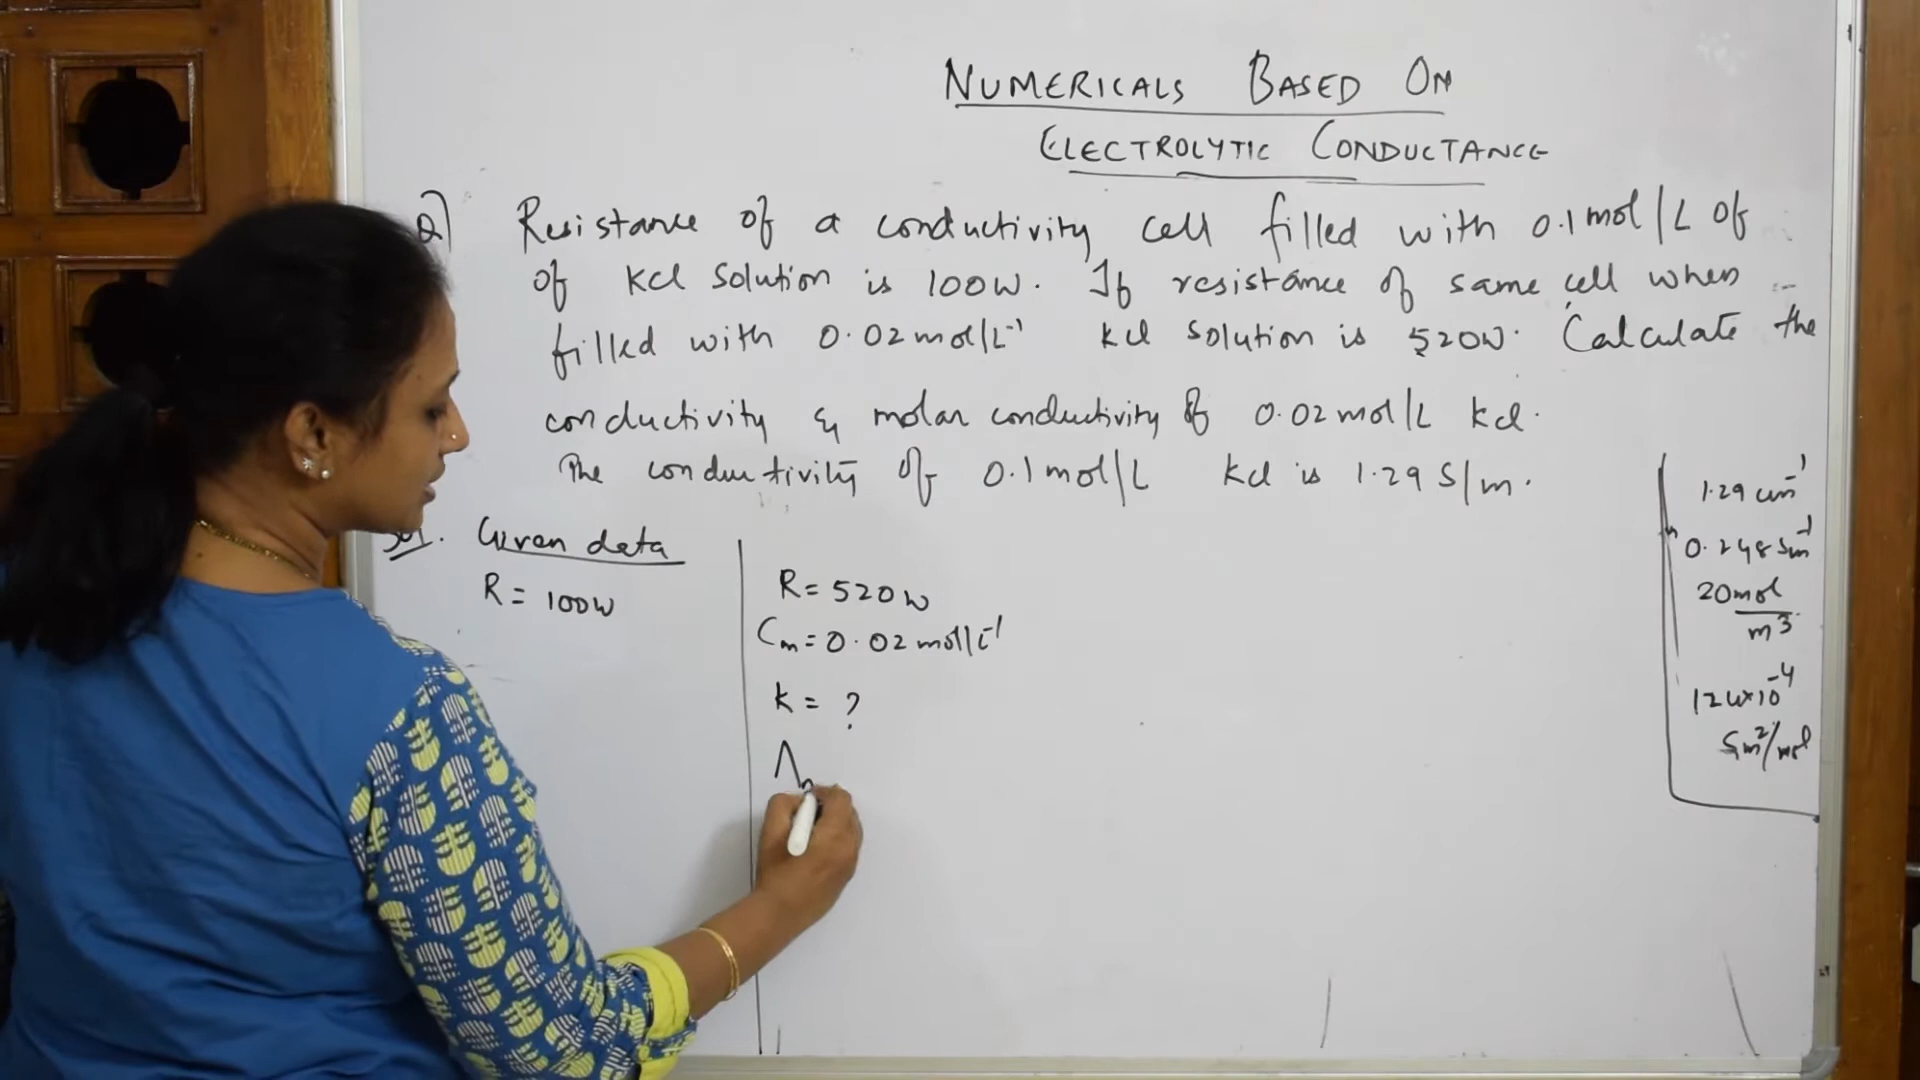 NUMERICALS BASED ON
ELECTROLYTIC CONDUCTANCE
Q) Resistance of a conductivity cell filled with 0.1 mol/L of
of KCl solution is 100W. If resistance of same cell when
filled with 0.02 mol/L⁻¹ KCl solution is 520W. Calculate the
conductivity & molar conductivity of 0.02 mol/L KCl.
The conductivity of 0.1 mol/L KCl is 1.29 S/m.
Sol. Given data
R = 100W
R = 520W
Cm = 0.02 mol/L⁻¹
K = ?
Λm
1.29 cm⁻¹
0.248 Sm⁻¹
20 mol
m³
124×10⁻⁴
Sm²/mol